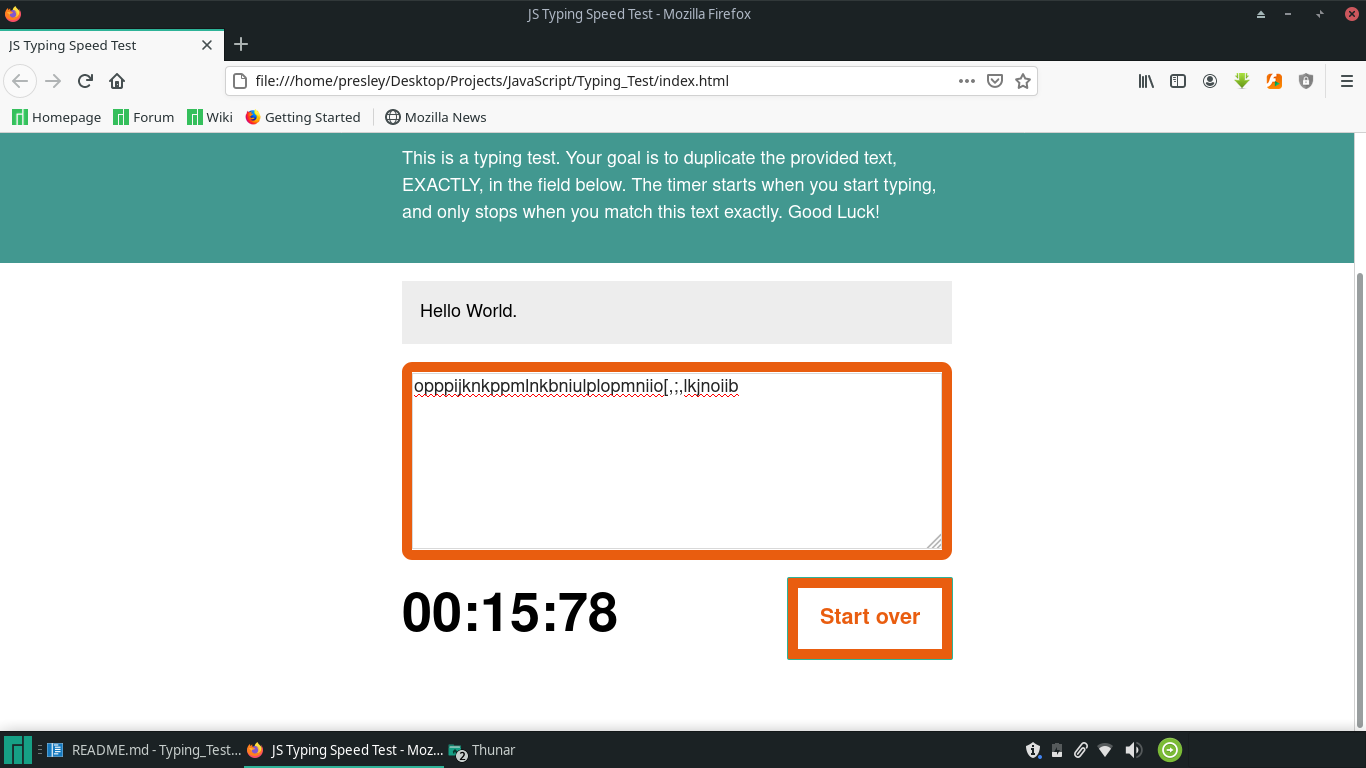 JS Typing Speed Test - Mozilla Firefox
JS Typing Speed Test
file:///home/presley/Desktop/Projects/JavaScript/Typing_Test/index.html
Homepage Forum Wiki Getting Started Mozilla News
This is a typing test. Your goal is to duplicate the provided text,
EXACTLY, in the field below. The timer starts when you start typing,
and only stops when you match this text exactly. Good Luck!
Hello World.
opppijknkppmlnkbniulplopmniio[,;,lkjnoiib
00:15:78 Start over
README.md - Typing_Test... JS Typing Speed Test - Moz... 2 Thunar